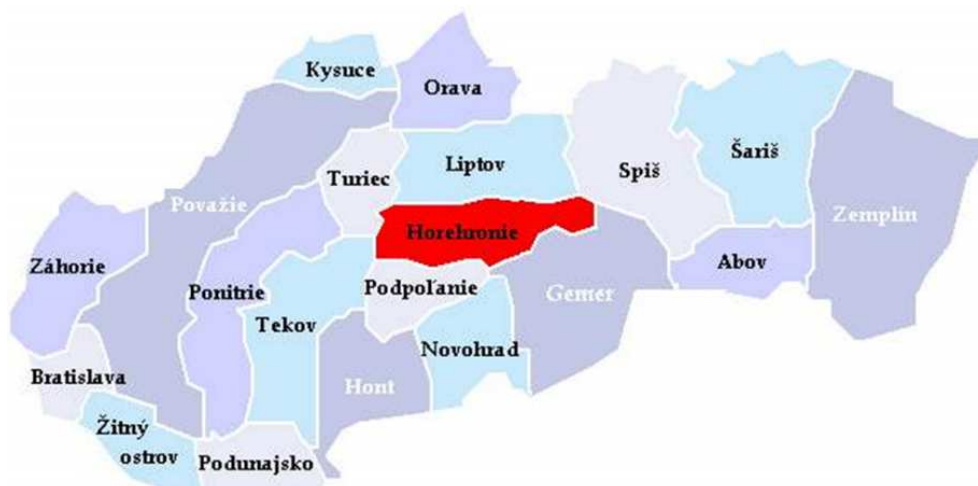 Kysuce
Orava
Turiec
Liptov
Spiš
Šariš
Považie
Horehronie
Zemplín
Záhorie
Ponitrie
Podpoľanie
Gemer
Abov
Tekov
Novohrad
Bratislava
Hont
Žitný
ostrov
Podunajsko